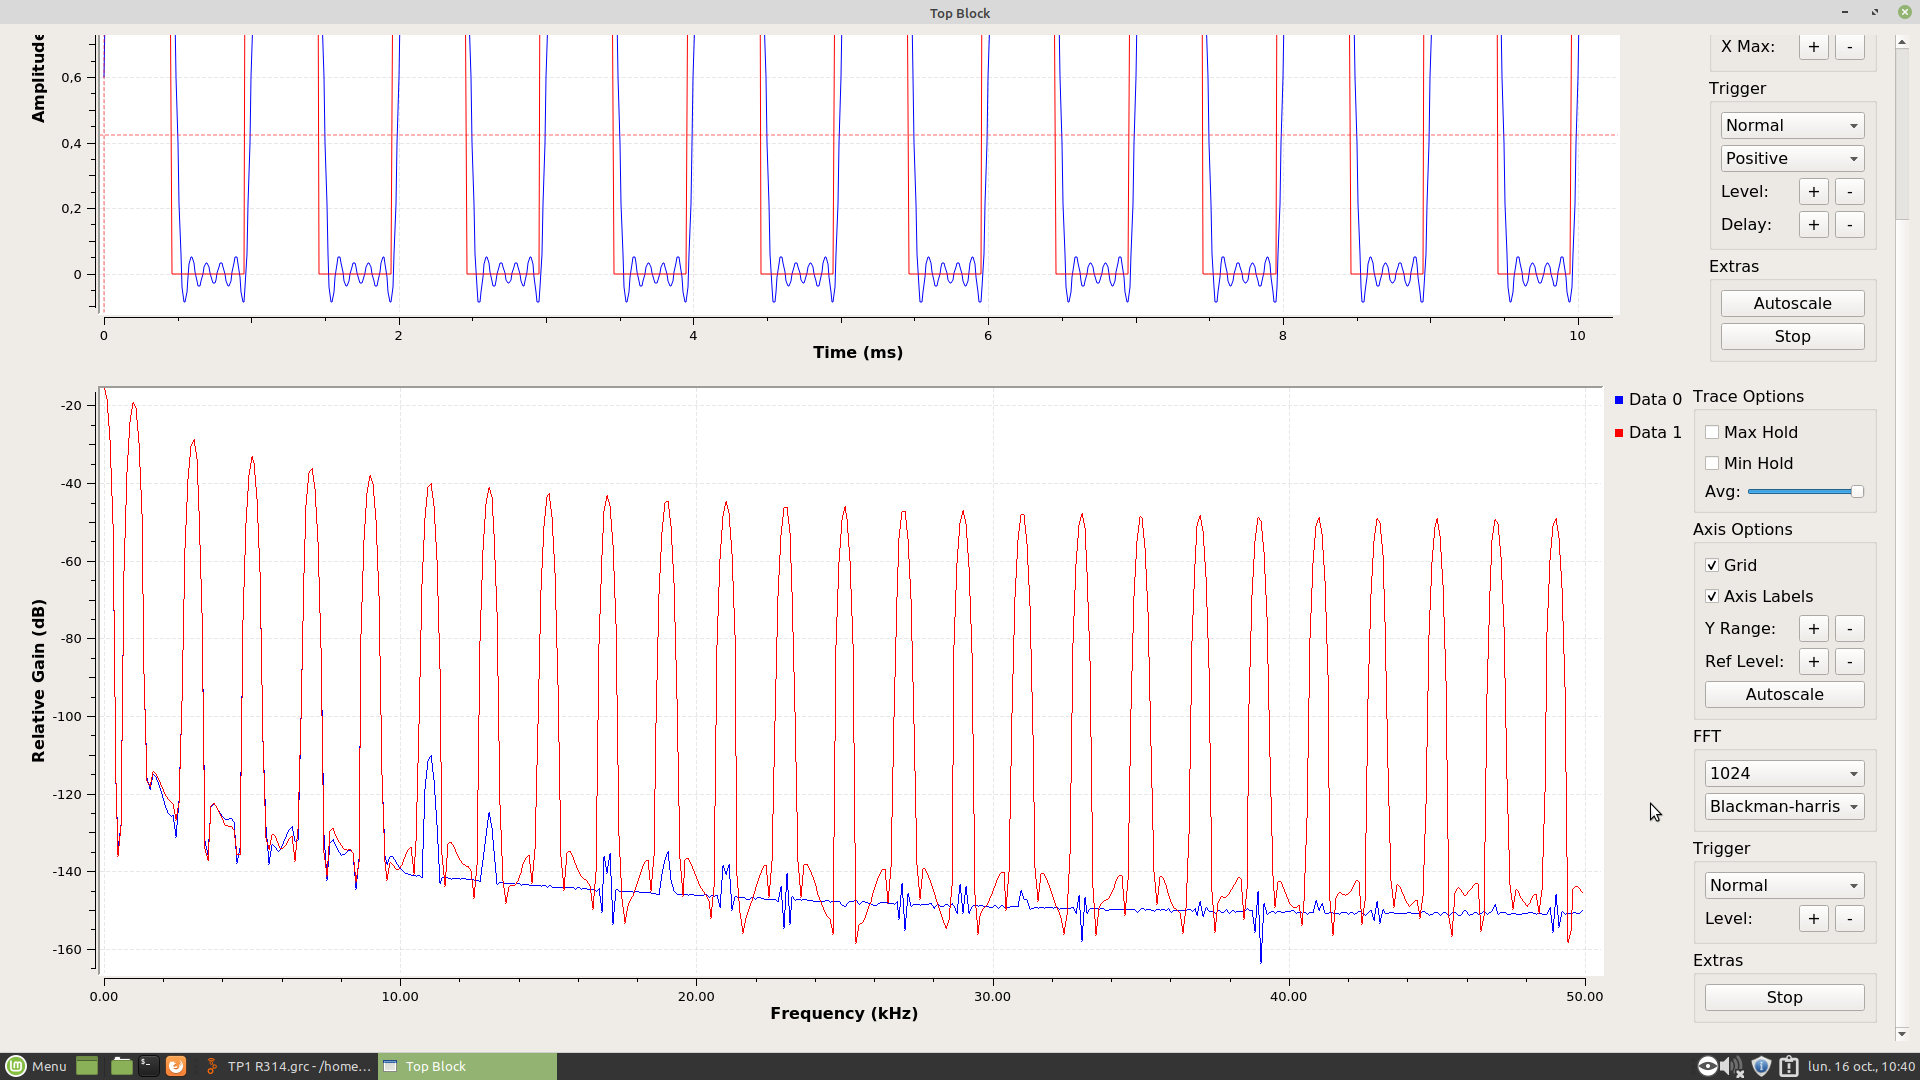 Top Block
Amplitude
0,6
0,4
0,2
0
0 2 4 6 8 10
Time (ms)
X Max: + -
Trigger
Normal
Positive
Level: + -
Delay: + -
Extras
Autoscale
Stop
Relative Gain (dB)
-20
-40
-60
-80
-100
-120
-140
-160
0.00 10.00 20.00 30.00 40.00 50.00
Frequency (kHz)
Data 0
Data 1
Trace Options
Max Hold
Min Hold
Avg:
Axis Options
Grid
Axis Labels
Y Range: + -
Ref Level: + -
Autoscale
FFT
1024
Blackman-harris
Trigger
Normal
Level: + -
Extras
Stop
Menu TP1 R314.grc - /home... Top Block lun. 16 oct., 10:40